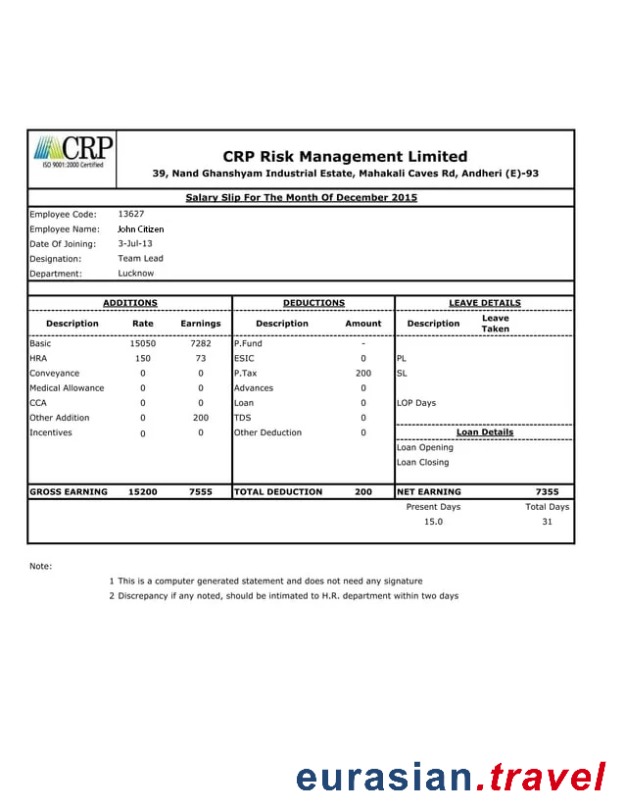 CRP
ISO 9001:2000 Certified
CRP Risk Management Limited
39, Nand Ghanshyam Industrial Estate, Mahakali Caves Rd, Andheri (E)-93
Salary Slip For The Month Of December 2015
Employee Code: 13627
Employee Name: John Citizen
Date Of Joining: 3-Jul-13
Designation: Team Lead
Department: Lucknow
ADDITIONS DEDUCTIONS LEAVE DETAILS
Description Rate Earnings Description Amount Description Leave Taken
Basic 15050 7282 P.Fund -
HRA 150 73 ESIC 0 PL
Conveyance 0 0 P.Tax 200 SL
Medical Allowance 0 0 Advances 0
CCA 0 0 Loan 0 LOP Days
Other Addition 0 200 TDS 0
Incentives 0 0 Other Deduction 0 Loan Details
Loan Opening
Loan Closing
GROSS EARNING 15200 7555 TOTAL DEDUCTION 200 NET EARNING 7355
Present Days Total Days
15.0 31
Note:
1 This is a computer generated statement and does not need any signature
2 Discrepancy if any noted, should be intimated to H.R. department within two days
eurasian.travel